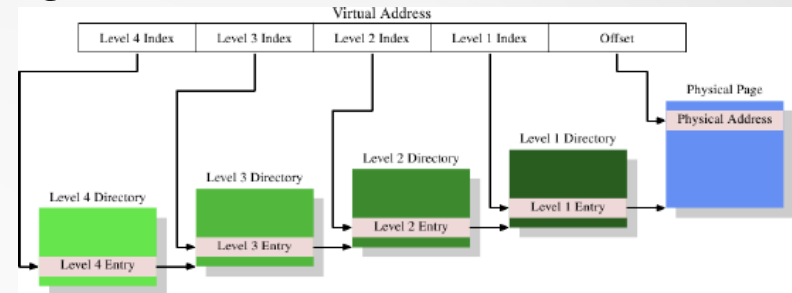 Virtual Address
Level 4 Index Level 3 Index Level 2 Index Level 1 Index Offset
Physical Page
Physical Address
Level 1 Directory
Level 2 Directory
Level 3 Directory
Level 4 Directory
Level 1 Entry
Level 2 Entry
Level 3 Entry
Level 4 Entry